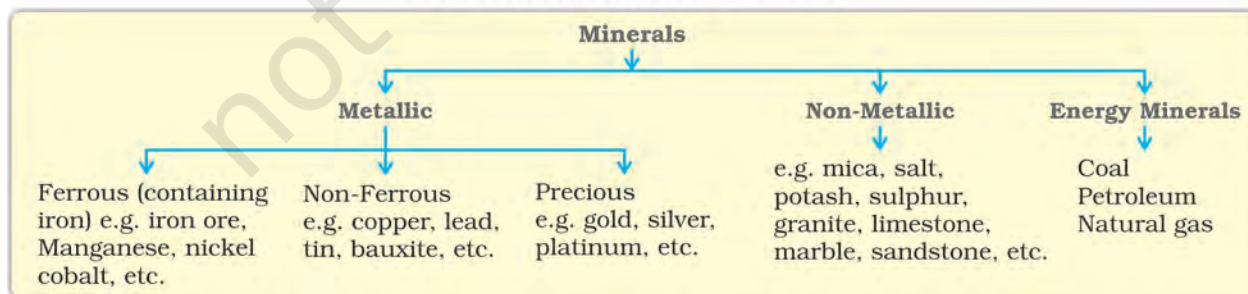 Minerals
Metallic
Non-Metallic
Energy Minerals
Ferrous (containing
iron) e.g. iron ore,
Manganese, nickel
cobalt, etc.
Non-Ferrous
e.g. copper, lead,
tin, bauxite, etc.
Precious
e.g. gold, silver,
platinum, etc.
e.g. mica, salt,
potash, sulphur,
granite, limestone,
marble, sandstone, etc.
Coal
Petroleum
Natural gas
not